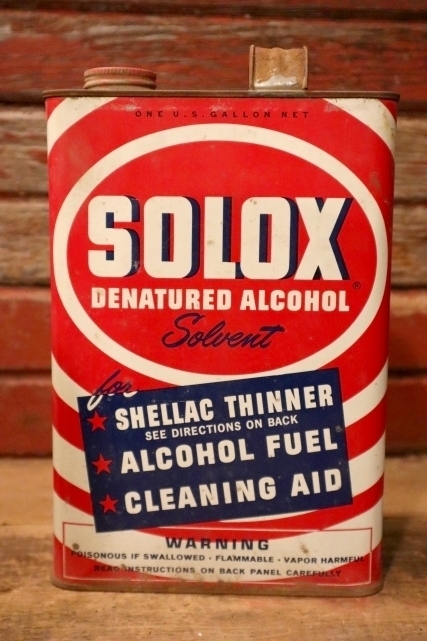 ONE U.S. GALLON NET
SOLOX
®
DENATURED ALCOHOL
Solvent
for
SHELLAC THINNER
SEE DIRECTIONS ON BACK
ALCOHOL FUEL
CLEANING AID
WARNING
POISONOUS IF SWALLOWED · FLAMMABLE · VAPOR HARMFUL
READ INSTRUCTIONS ON BACK PANEL CAREFULLY